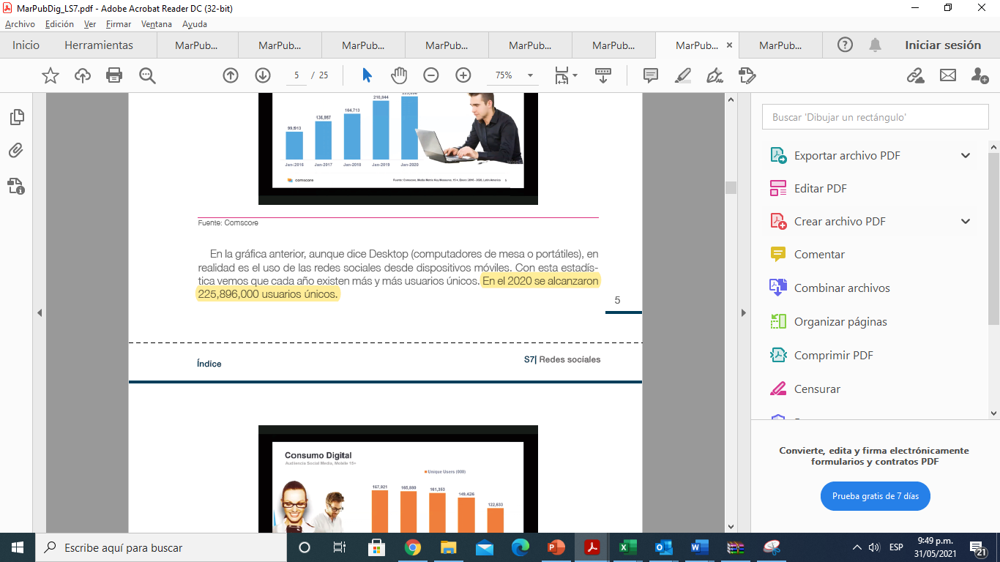 MarPubDig_LS7.pdf - Adobe Acrobat Reader DC (32-bit)
Archivo Edición Ver Firmar Ventana Ayuda
Inicio Herramientas MarPub... MarPub... MarPub... MarPub... MarPub... MarPub... MarPub... MarPub... Iniciar sesión
5 / 25 75%
Buscar 'Dibujar un rectángulo'
Exportar archivo PDF
Editar PDF
Crear archivo PDF
Comentar
Combinar archivos
Organizar páginas
Comprimir PDF
Censurar
Convierte, edita y firma electrónicamente
formularios y contratos PDF
Prueba gratis de 7 días
99,913 136,957 164,713 210,844
Jan-2016 Jan-2017 Jan-2018 Jan-2019 Jan-2020
comscore Fuente: Comscore, Media Metrix Key Measures, 15 +, Enero: 2016 - 2020, Latin America
Fuente: Comscore
En la gráfica anterior, aunque dice Desktop (computadores de mesa o portátiles), en
realidad es el uso de las redes sociales desde dispositivos móviles. Con esta estadís-
tica vemos que cada año existen más y más usuarios únicos. En el 2020 se alcanzaron
225,896,000 usuarios únicos.
5
Índice S7| Redes sociales
Consumo Digital
Audiencia Social Media, Mobile 15+
Unique Users (000)
167,921 165,880 161,353 149,426 122,633
Escribe aquí para buscar
ESP
9:49 p.m.
31/05/2021
21